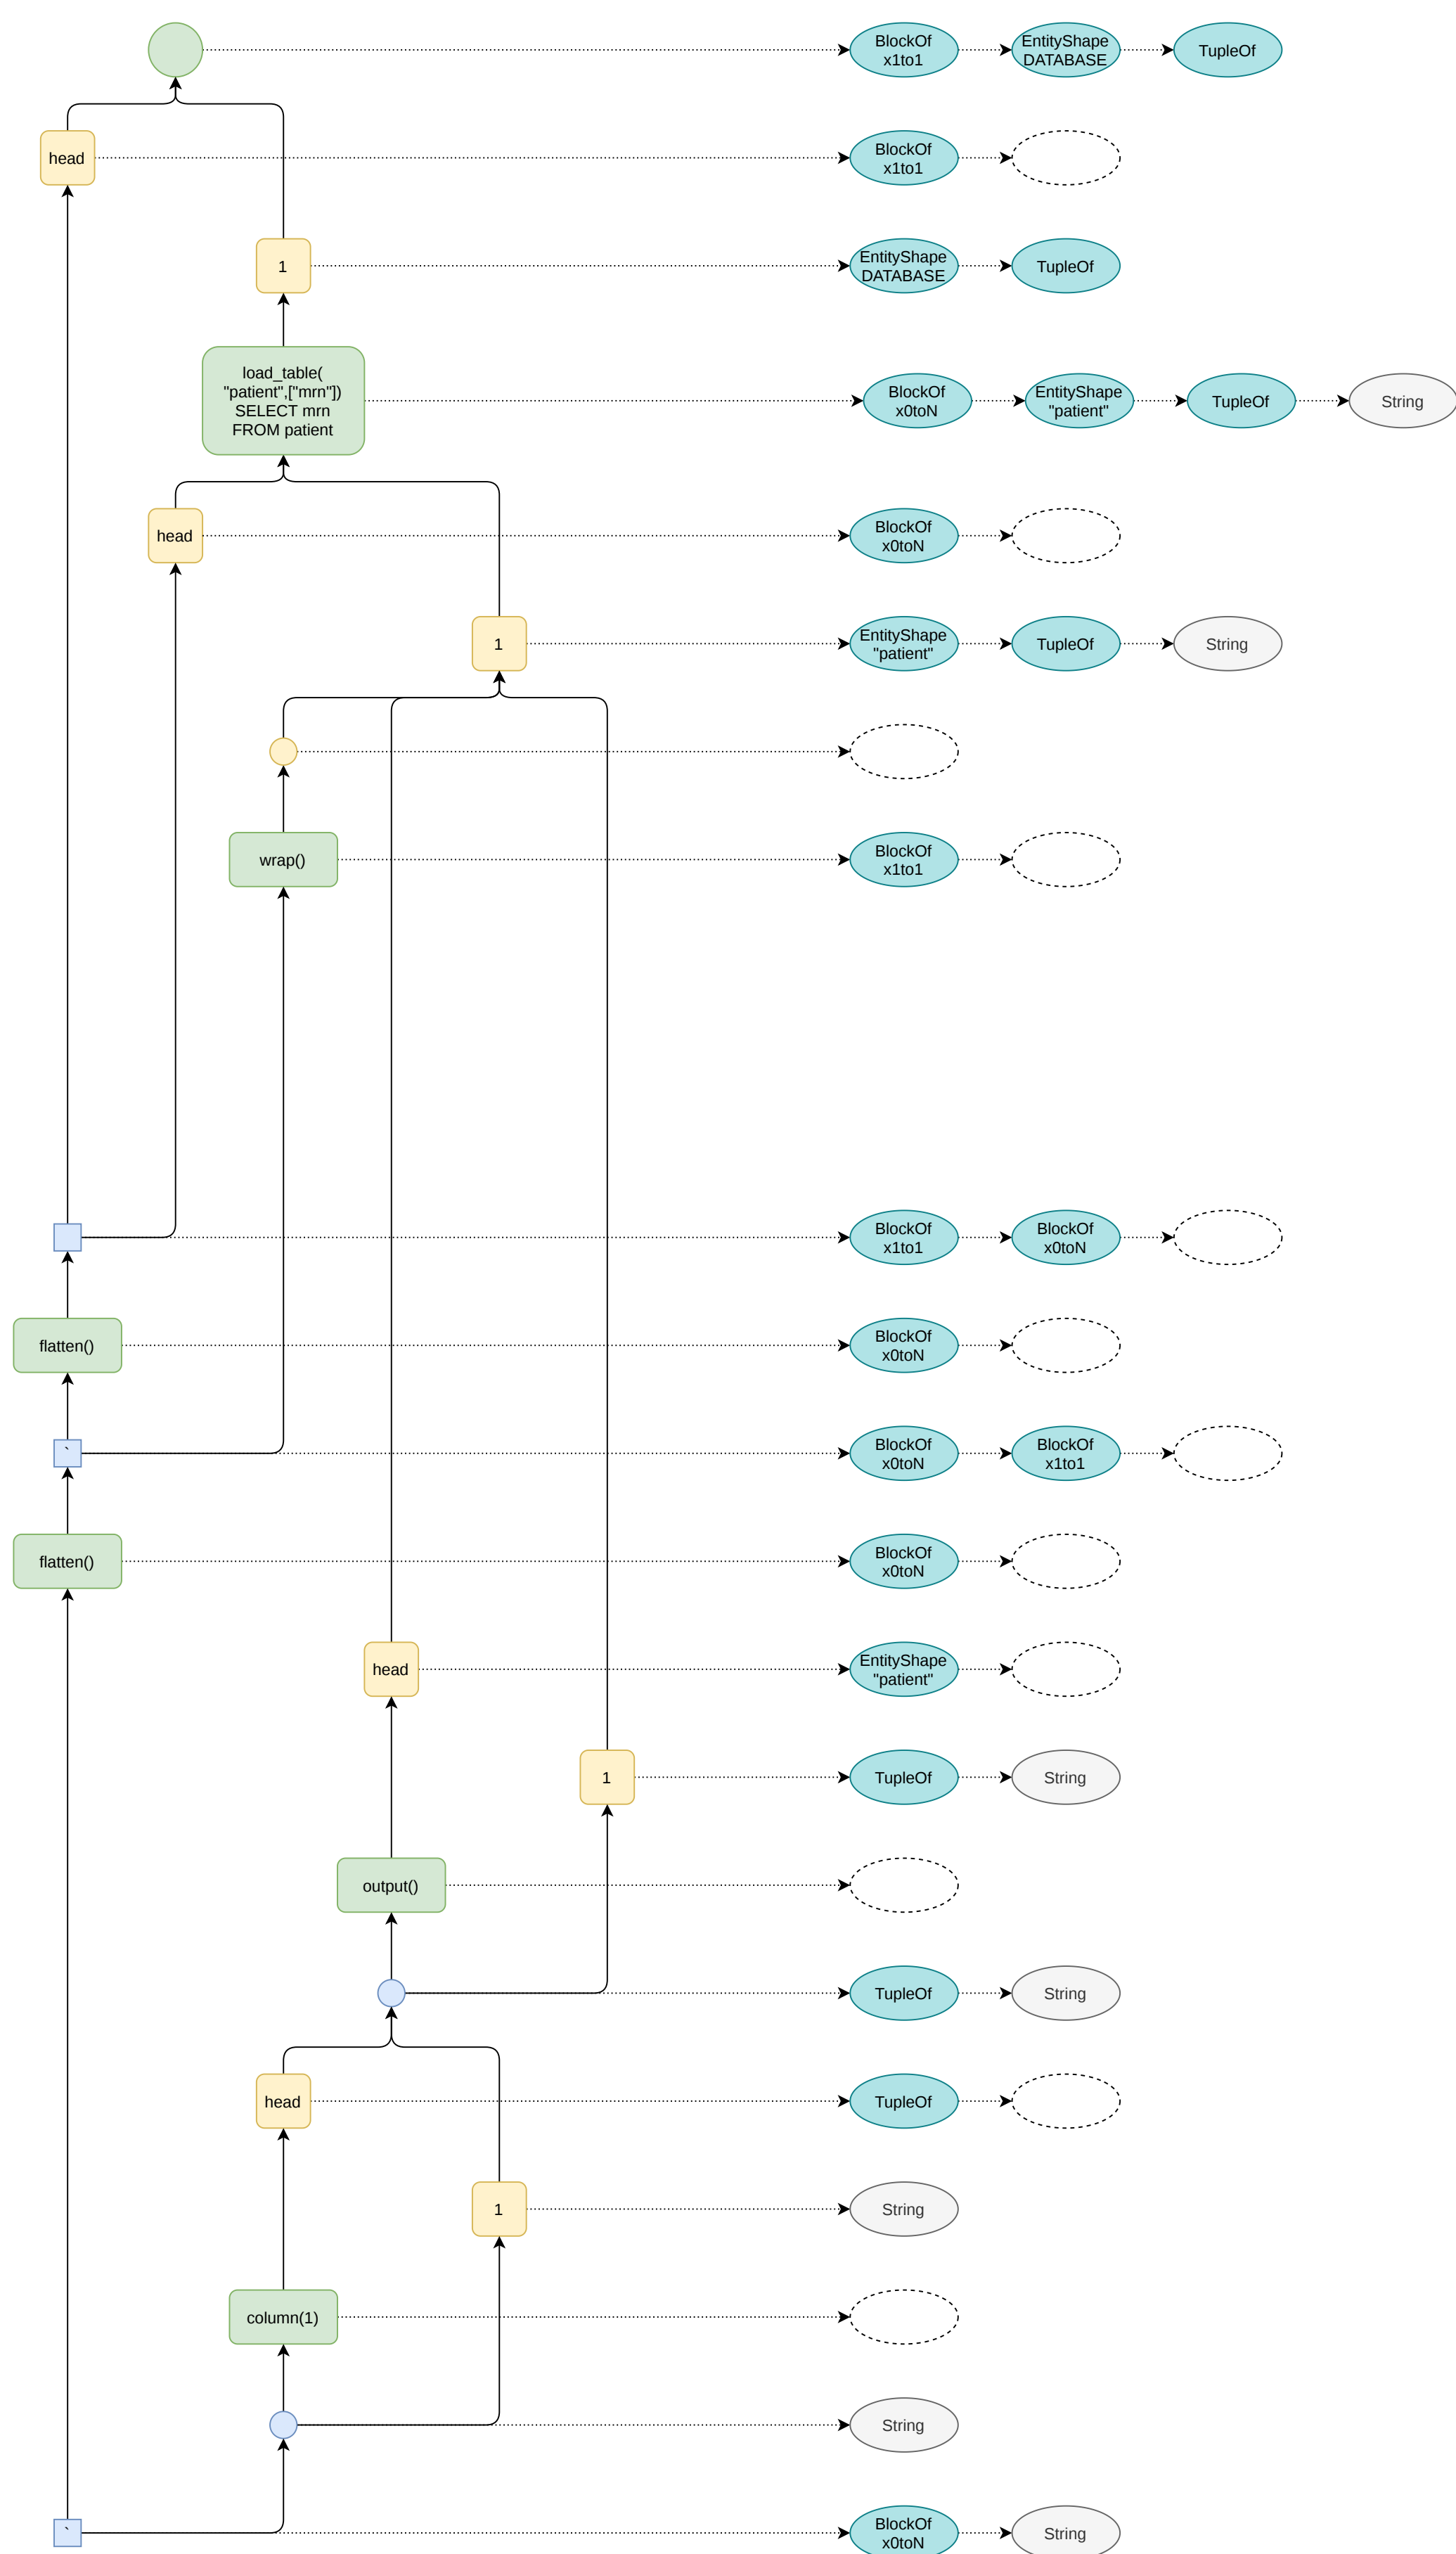 BlockOf
x1to1
EntityShape
DATABASE
TupleOf
head
BlockOf
x1to1
1
EntityShape
DATABASE
TupleOf
load_table(
"patient",["mrn"])
SELECT mrn
FROM patient
BlockOf
x0toN
EntityShape
"patient"
TupleOf
String
head
BlockOf
x0toN
1
EntityShape
"patient"
TupleOf
String
wrap()
BlockOf
x1to1
BlockOf
x1to1
BlockOf
x0toN
flatten()
BlockOf
x0toN
`
BlockOf
x0toN
BlockOf
x1to1
flatten()
BlockOf
x0toN
head
EntityShape
"patient"
1
TupleOf
String
output()
TupleOf
String
head
TupleOf
1
String
column(1)
String
`
BlockOf
x0toN
String